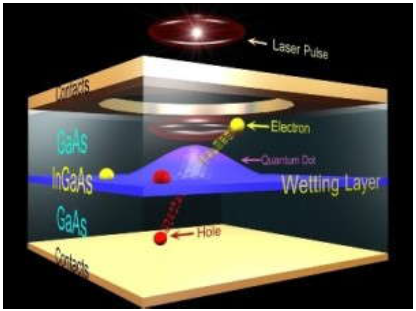 Laser Pulse
Contacts
Electron
GaAs
Quantum Dot
InGaAs
Wetting Layer
GaAs
Hole
Contacts